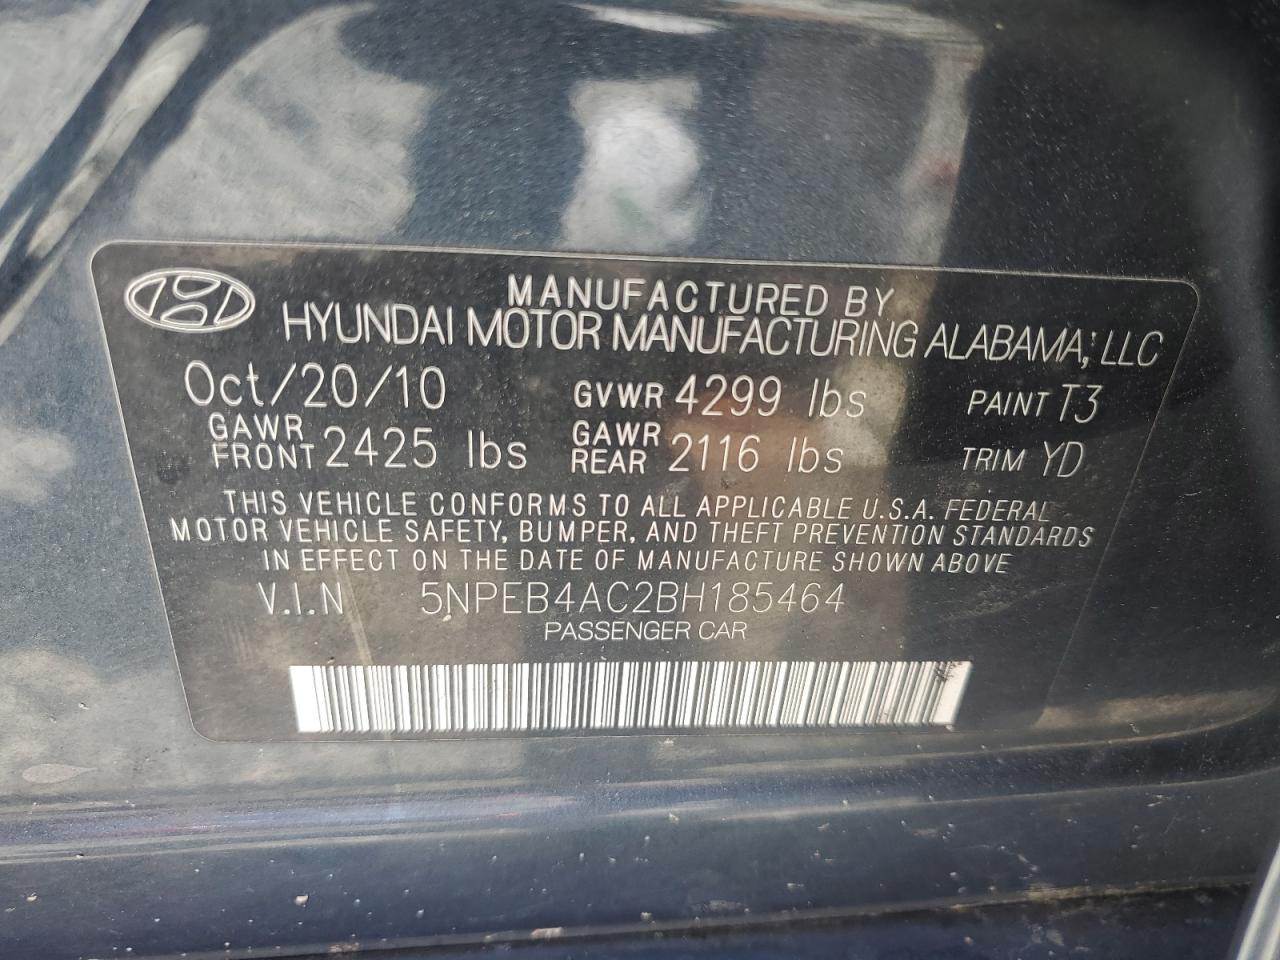 MANUFACTURED BY
HYUNDAI MOTOR MANUFACTURING ALABAMA, LLC
Oct/20/10 GVWR 4299 lbs PAINT T3
GAWR FRONT 2425 lbs GAWR REAR 2116 lbs TRIM YD
THIS VEHICLE CONFORMS TO ALL APPLICABLE U.S.A. FEDERAL
MOTOR VEHICLE SAFETY, BUMPER, AND THEFT PREVENTION STANDARDS
IN EFFECT ON THE DATE OF MANUFACTURE SHOWN ABOVE
V.I.N 5NPEB4AC2BH185464
PASSENGER CAR